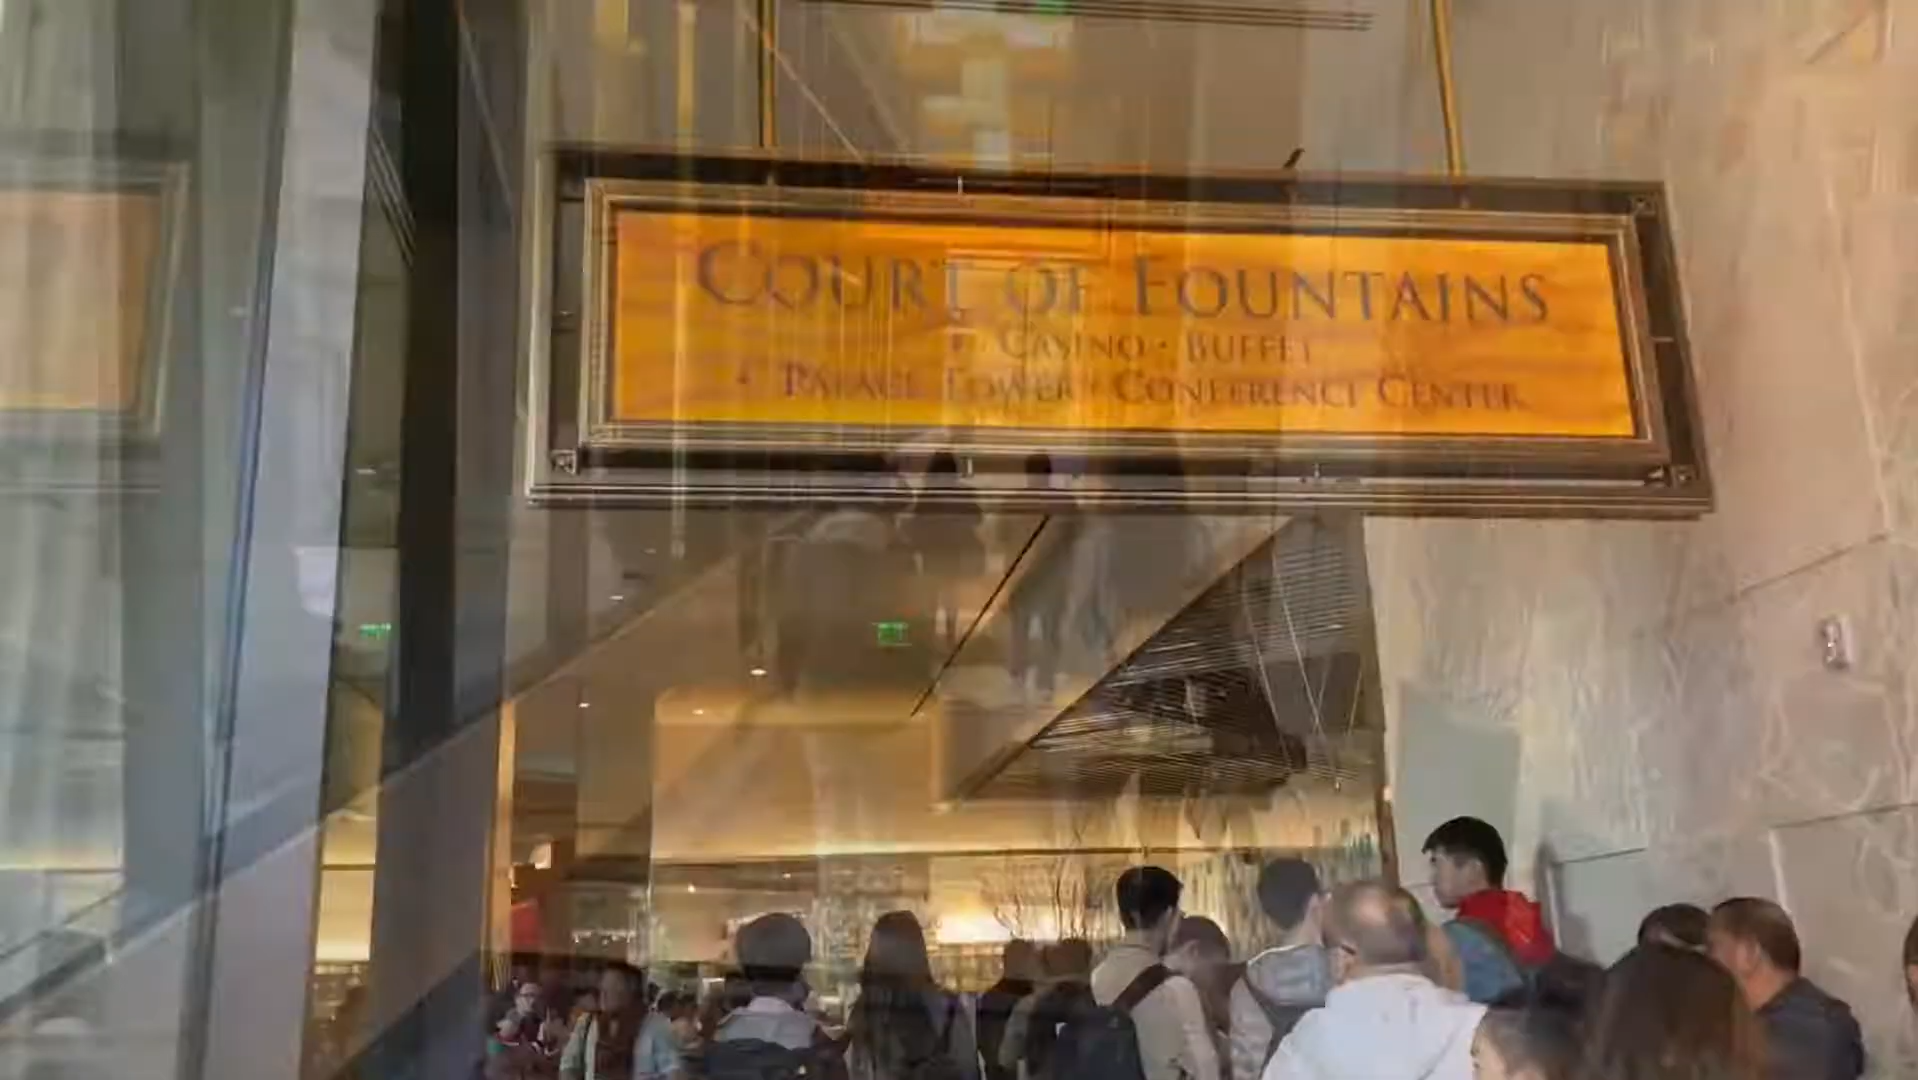 COURT OF FOUNTAINS
CASINO · BUFFET
PALACE TOWER · CONFERENCE CENTER